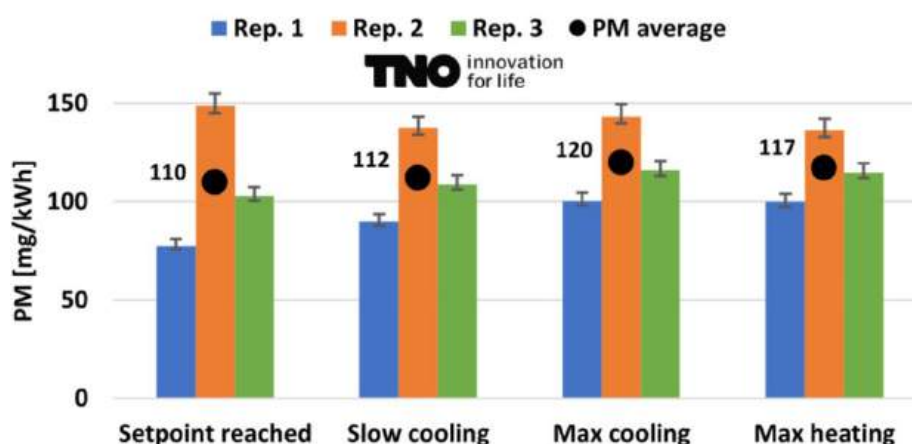 Rep. 1 Rep. 2 Rep. 3 PM average
TNO innovation
for life
PM [mg/kWh]
150
100
50
0
110
112
120
117
Setpoint reached Slow cooling Max cooling Max heating